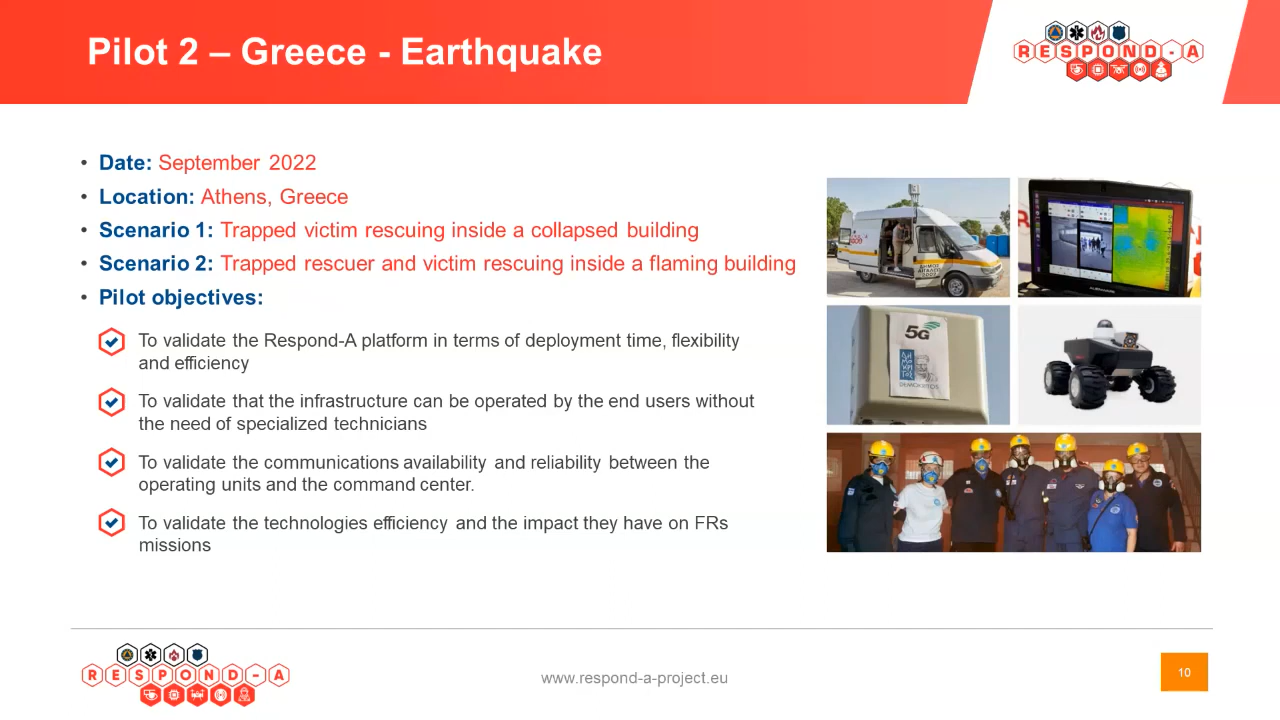 Pilot 2 – Greece - Earthquake
RESPOND-A
• Date: September 2022
• Location: Athens, Greece
• Scenario 1: Trapped victim rescuing inside a collapsed building
• Scenario 2: Trapped rescuer and victim rescuing inside a flaming building
• Pilot objectives:
To validate the Respond-A platform in terms of deployment time, flexibility
and efficiency
To validate that the infrastructure can be operated by the end users without
the need of specialized technicians
To validate the communications availability and reliability between the
operating units and the command center.
To validate the technologies efficiency and the impact they have on FRs
missions
ΔΗΜΟΣ
ΑΙΓΑΛΕΩ
ALIENWARE
5G
DEMOKRITOS
RESPOND-A
www.respond-a-project.eu
10